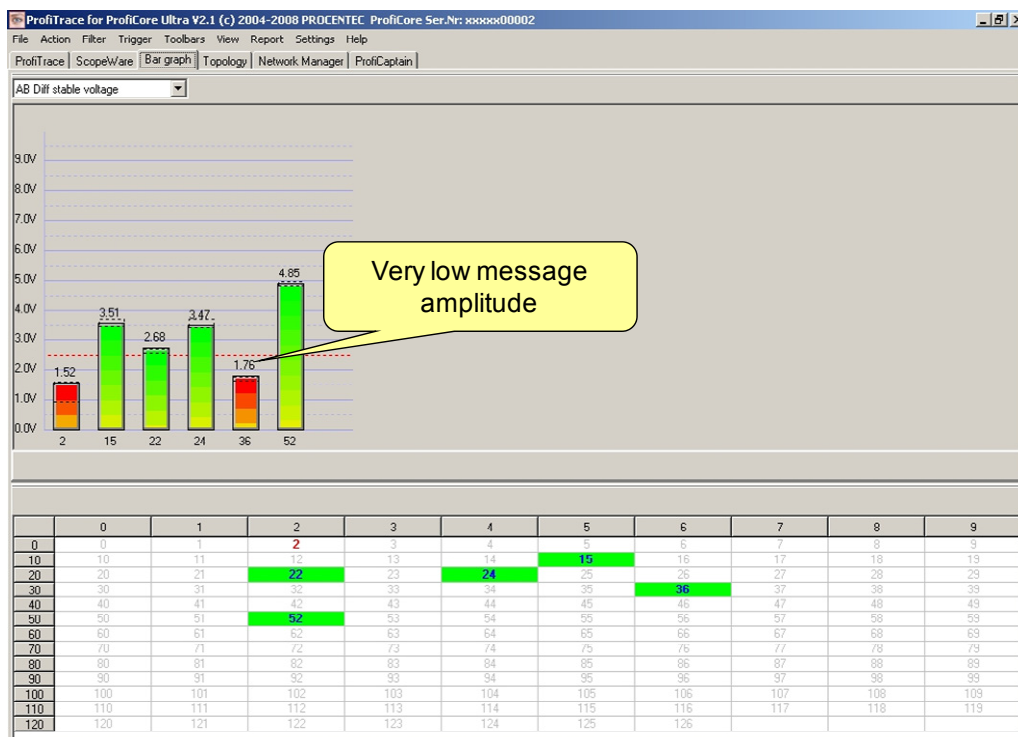 ProfiTrace for ProfiCore Ultra V2.1 (c) 2004-2008 PROCENTEC ProfiCore Ser.Nr: xxxxx00002
File Action Filter Trigger Toolbars View Report Settings Help
ProfiTrace ScopeWare Bar graph Topology Network Manager ProfiCaptain
AB Diff stable voltage
9.0V
8.0V
7.0V
6.0V
5.0V
4.0V
3.0V
2.0V
1.0V
0.0V
1.52 3.51 2.68 3.47 1.76 4.85
2 15 22 24 36 52
Very low message
amplitude
0 1 2 3 4 5 6 7 8 9
0 0 1 2 3 4 5 6 7 8 9
10 10 11 12 13 14 15 16 17 18 19
20 20 21 22 23 24 25 26 27 28 29
30 30 31 32 33 34 35 36 37 38 39
40 40 41 42 43 44 45 46 47 48 49
50 50 51 52 53 54 55 56 57 58 59
60 60 61 62 63 64 65 66 67 68 69
70 70 71 72 73 74 75 76 77 78 79
80 80 81 82 83 84 85 86 87 88 89
90 90 91 92 93 94 95 96 97 98 99
100 100 101 102 103 104 105 106 107 108 109
110 110 111 112 113 114 115 116 117 118 119
120 120 121 122 123 124 125 126